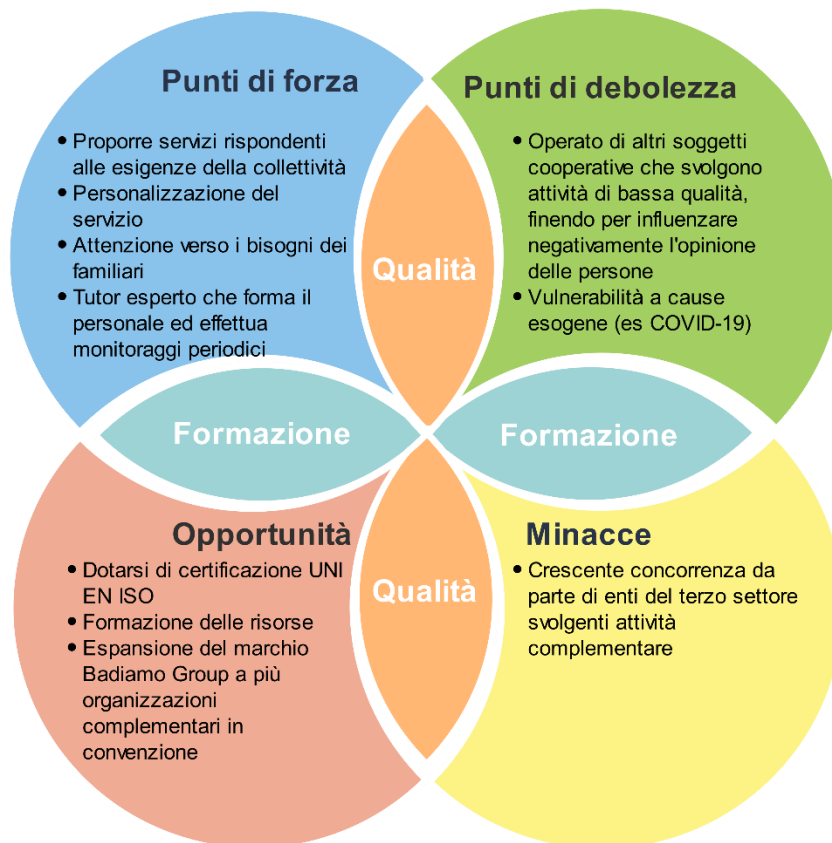 Punti di forza
• Proporre servizi rispondenti
alle esigenze della collettività
• Personalizzazione del
servizio
• Attenzione verso i bisogni dei
familiari
• Tutor esperto che forma il
personale ed effettua
monitoraggi periodici
Qualità
Punti di debolezza
• Operato di altri soggetti
cooperative che svolgono
attività di bassa qualità,
finendo per influenzare
negativamente l'opinione
delle persone
• Vulnerabilità a cause
esogene (es COVID-19)
Formazione
Formazione
Opportunità
• Dotarsi di certificazione UNI
EN ISO
• Formazione delle risorse
• Espansione del marchio
Badiamo Group a più
organizzazioni
complementari in
convenzione
Qualità
Minacce
• Crescente concorrenza da
parte di enti del terzo settore
svolgenti attività
complementare